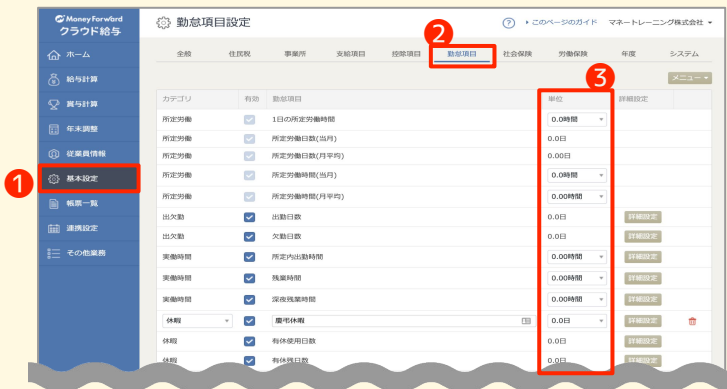 Money Forward
クラウド給与
勤怠項目設定
? このページのガイド マネートレーニング株式会社
2
全般 住民税 事業所 支給項目 控除項目 勤怠項目 社会保険 労働保険 年度 システム
3
メニュー
ホーム
給与計算
賞与計算
年末調整
従業員情報
1
基本設定
帳票一覧
連携設定
その他業務
カテゴリ 有効 勤怠項目 単位 詳細設定
所定労働 1日の所定労働時間 0.0時間
所定労働 所定労働日数(当月) 0.0日
所定労働 所定労働日数(月平均) 0.00日
所定労働 所定労働時間(当月) 0.0時間
所定労働 所定労働時間(月平均) 0.00時間
出欠勤 出勤日数 0.0日 詳細設定
出欠勤 欠勤日数 0.0日 詳細設定
実働時間 所定内出勤時間 0.00時間 詳細設定
実働時間 残業時間 0.00時間 詳細設定
実働時間 深夜残業時間 0.00時間 詳細設定
休暇 慶弔休暇 0.0日 詳細設定
休暇 有休使用日数 0.0日 詳細設定
休暇 有休残日数 0.0日 詳細設定